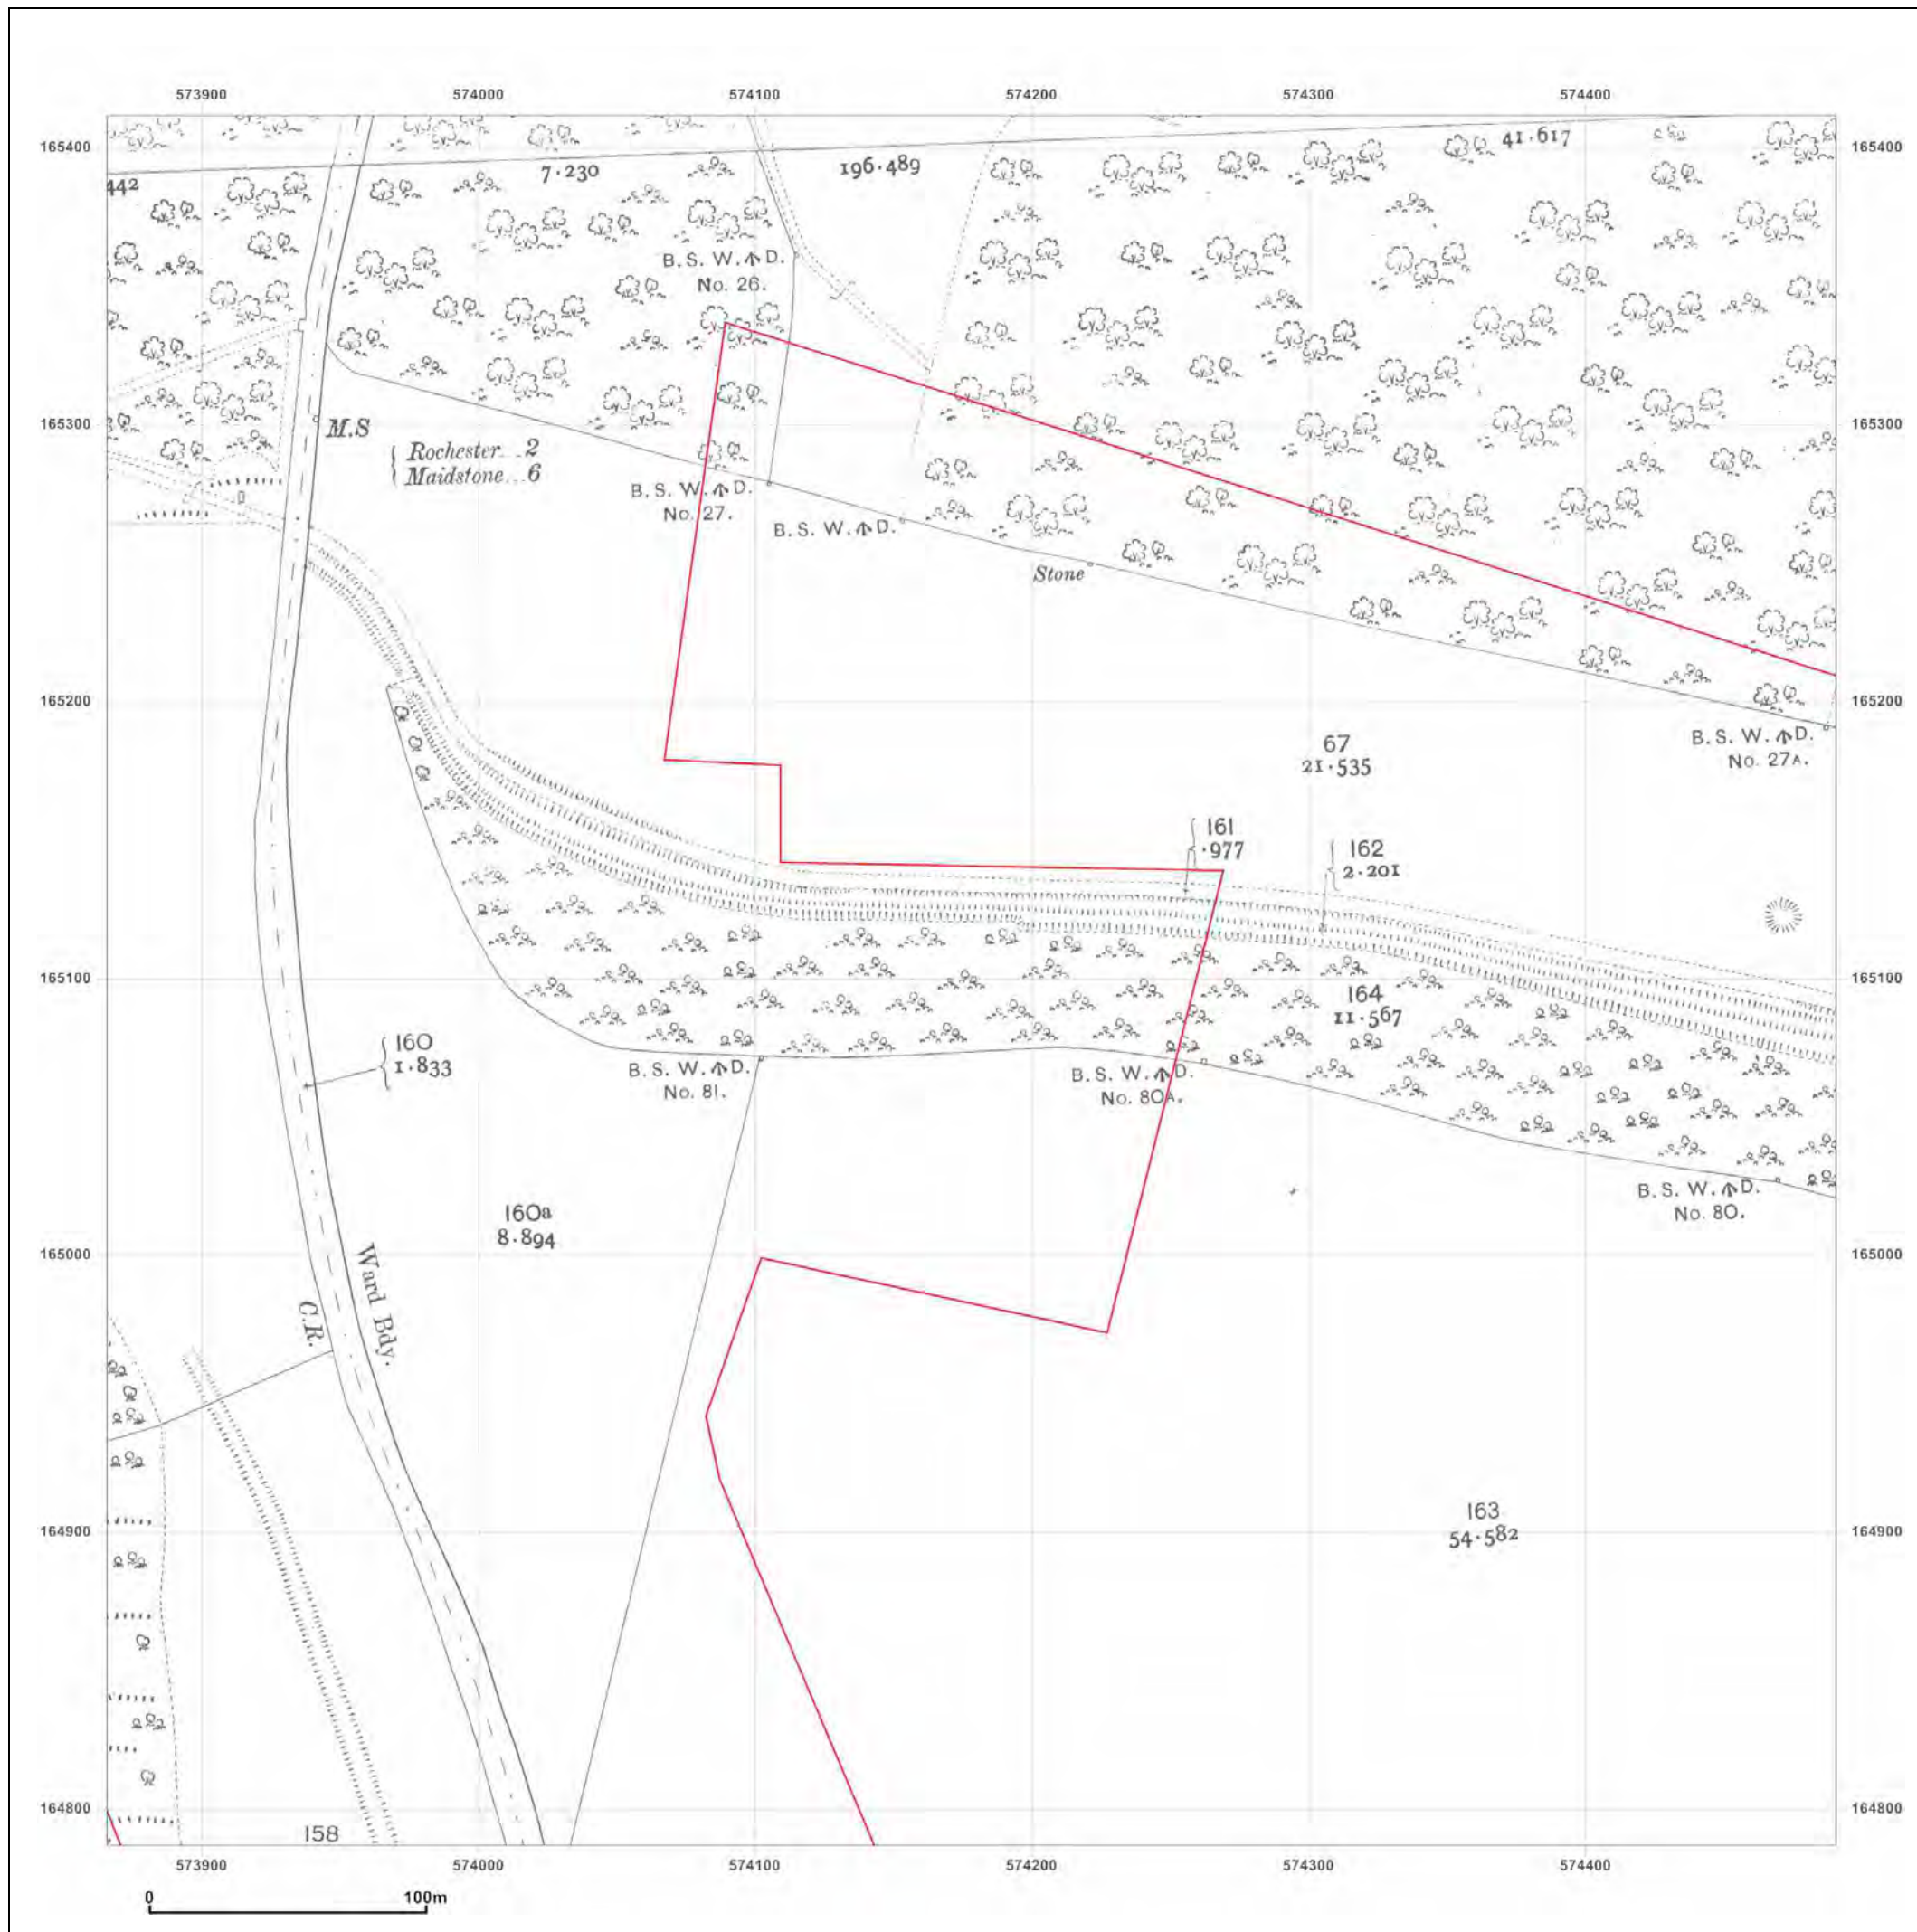 573900 574000 574100 574200 574300 574400
165400 165400
41·617
7·230 196·489
442
B. S. W. D.
No. 26.
165300 165300
M.S
Rochester...2
Maidstone...6
B. S. W. D.
No. 27.
B. S. W. D.
Stone
165200 165200
B. S. W. D.
No. 27A.
67
21·535
161
·977
162
2·201
165100 165100
164
11·567
160
1·833
B. S. W. D.
No. 81.
B. S. W. D.
No. 80A.
B. S. W. D.
No. 80.
160a
8·894
165000 165000
Ward Bdy.
C.R.
163
54·582
164900 164900
164800 164800
158
573900 574000 574100 574200 574300 574400
0 100m